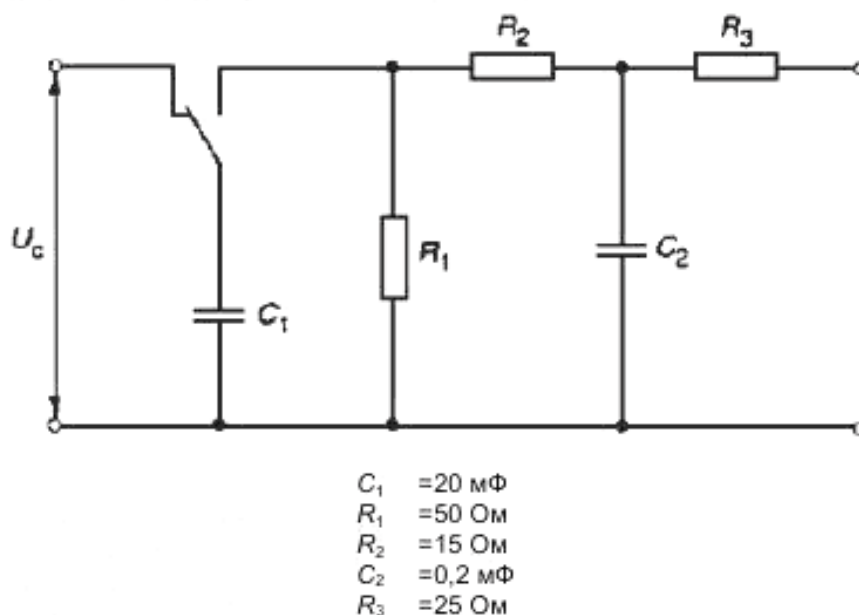 R₂ R₃
U_c
R₁
C₂
C₁
C₁ =20 мФ
R₁ =50 Ом
R₂ =15 Ом
C₂ =0,2 мФ
R₃ =25 Ом